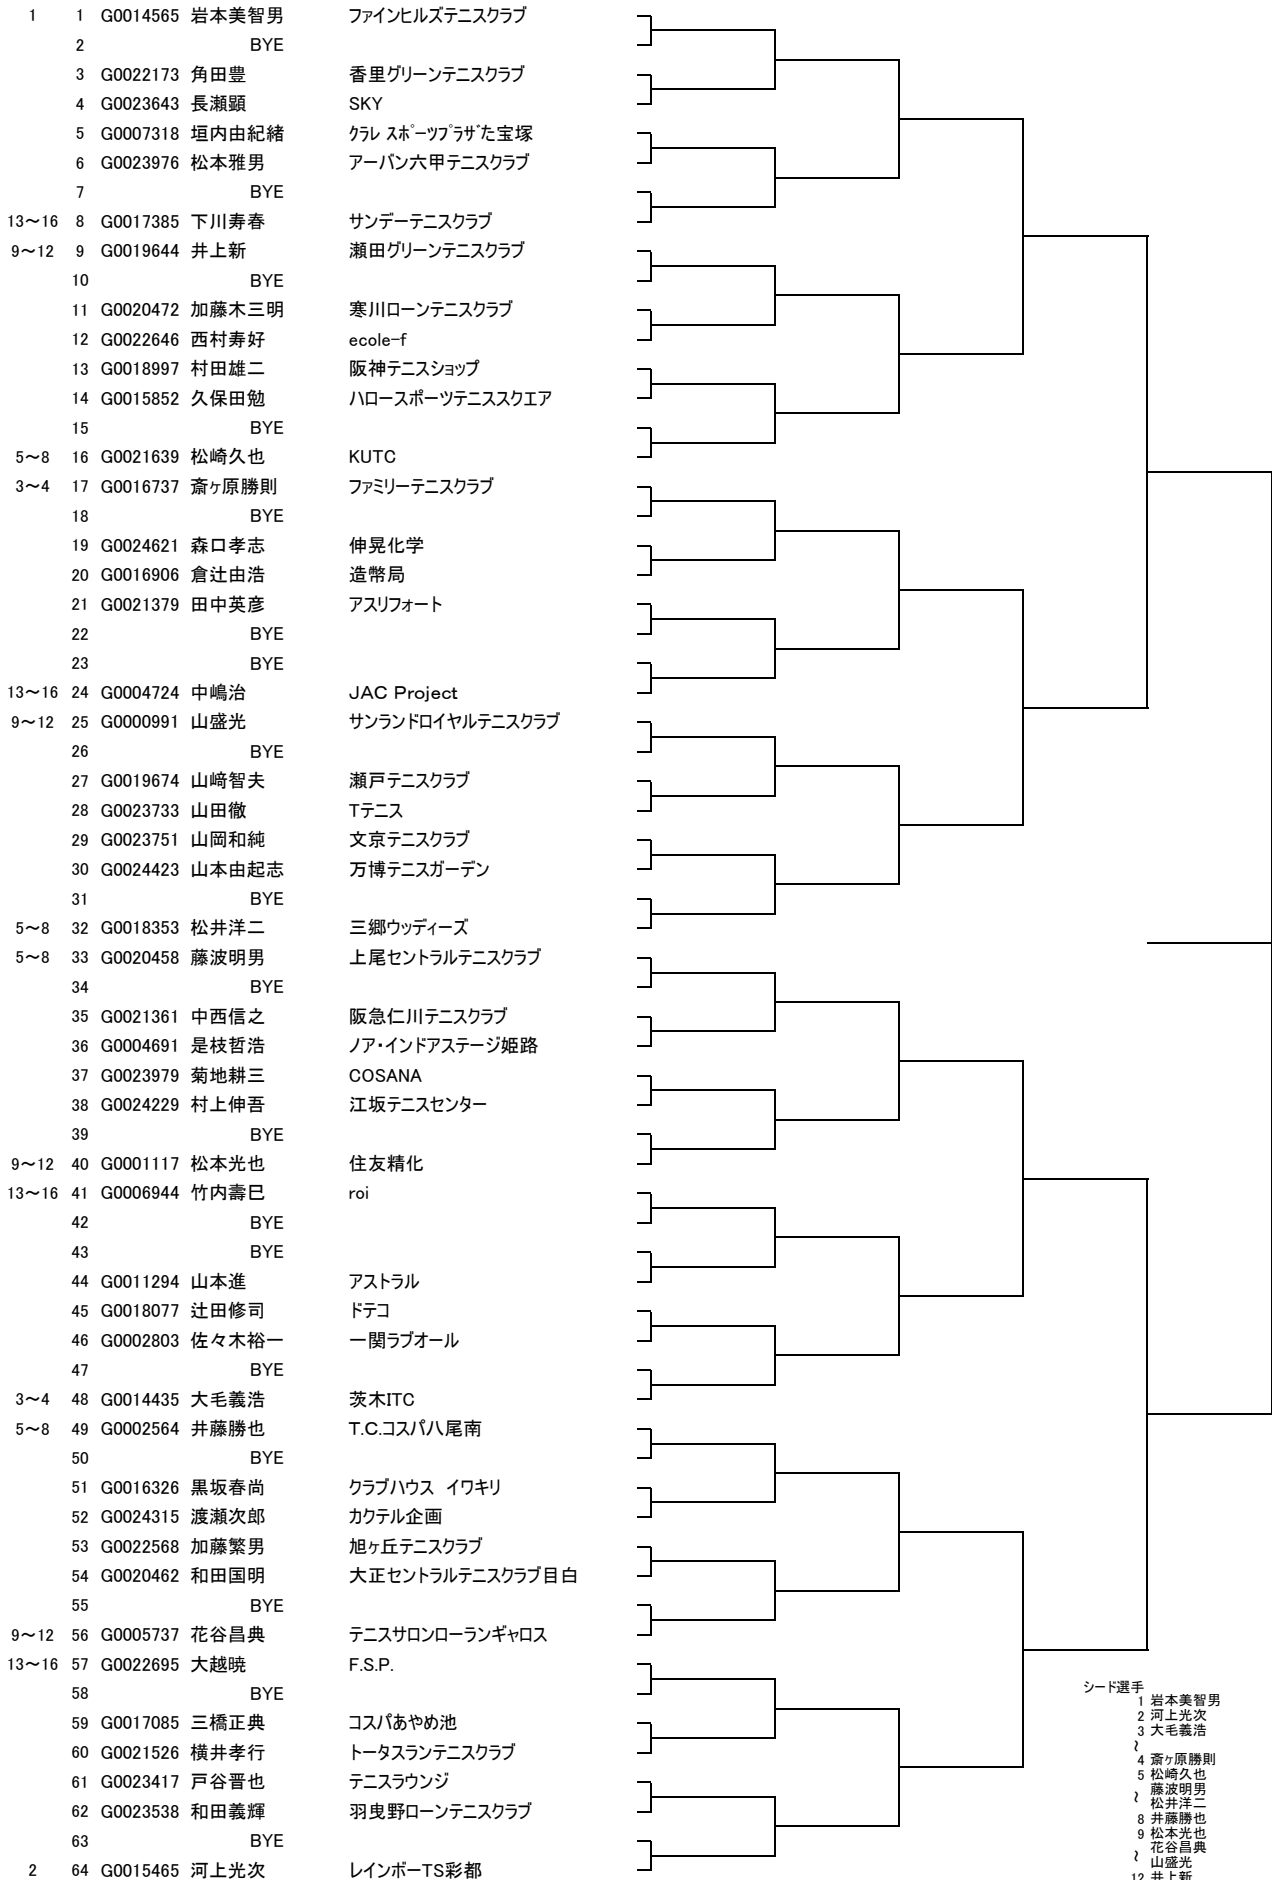 1 1 G0014565 岩本美智男 ファインヒルズテニスクラブ
2 BYE
3 G0022173 角田豊 香里グリーンテニスクラブ
4 G0023643 長瀬顕 SKY
5 G0007318 垣内由紀緒 クラレ スポーツプラザた宝塚
6 G0023976 松本雅男 アーバン六甲テニスクラブ
7 BYE
13～16 8 G0017385 下川寿春 サンデーテニスクラブ
9～12 9 G0019644 井上新 瀬田グリーンテニスクラブ
10 BYE
11 G0020472 加藤木三明 寒川ローンテニスクラブ
12 G0022646 西村寿好 ecole-f
13 G0018997 村田雄二 阪神テニスショップ
14 G0015852 久保田勉 ハロースポーツテニススクエア
15 BYE
5～8 16 G0021639 松崎久也 KUTC
3～4 17 G0016737 斎ヶ原勝則 ファミリーテニスクラブ
18 BYE
19 G0024621 森口孝志 伸晃化学
20 G0016906 倉辻由浩 造幣局
21 G0021379 田中英彦 アスリフォート
22 BYE
23 BYE
13～16 24 G0004724 中嶋治 JAC Project
9～12 25 G0000991 山盛光 サンランドロイヤルテニスクラブ
26 BYE
27 G0019674 山﨑智夫 瀬戸テニスクラブ
28 G0023733 山田徹 Tテニス
29 G0023751 山岡和純 文京テニスクラブ
30 G0024423 山本由起志 万博テニスガーデン
31 BYE
5～8 32 G0018353 松井洋二 三郷ウッディーズ
5～8 33 G0020458 藤波明男 上尾セントラルテニスクラブ
34 BYE
35 G0021361 中西信之 阪急仁川テニスクラブ
36 G0004691 是枝哲浩 ノア・インドアステージ姫路
37 G0023979 菊地耕三 COSANA
38 G0024229 村上伸吾 江坂テニスセンター
39 BYE
9～12 40 G0001117 松本光也 住友精化
13～16 41 G0006944 竹内壽巳 roi
42 BYE
43 BYE
44 G0011294 山本進 アストラル
45 G0018077 辻田修司 ドテコ
46 G0002803 佐々木裕一 一関ラブオール
47 BYE
3～4 48 G0014435 大毛義浩 茨木ITC
5～8 49 G0002564 井藤勝也 T.C.コスパ八尾南
50 BYE
51 G0016326 黒坂春尚 クラブハウス イワキリ
52 G0024315 渡瀬次郎 カクテル企画
53 G0022568 加藤繁男 旭ヶ丘テニスクラブ
54 G0020462 和田国明 大正セントラルテニスクラブ目白
55 BYE
9～12 56 G0005737 花谷昌典 テニスサロンローランギャロス
13～16 57 G0022695 大越暁 F.S.P.
58 BYE
59 G0017085 三橋正典 コスパあやめ池
60 G0021526 横井孝行 トータスランテニスクラブ
61 G0023417 戸谷晋也 テニスラウンジ
62 G0023538 和田義輝 羽曳野ローンテニスクラブ
63 BYE
2 64 G0015465 河上光次 レインボーTS彩都
シード選手
1 岩本美智男
2 河上光次
3 大毛義浩
～
4 斎ヶ原勝則
5 松崎久也
藤波明男
～ 松井洋二
8 井藤勝也
9 松本光也
花谷昌典
～ 山盛光
12 井上新